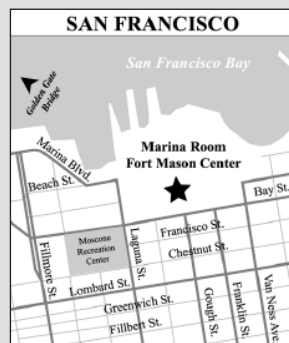 SAN FRANCISCO
San Francisco Bay
Golden Gate
Bridge
Marina Room
Fort Mason Center
Marina Blvd.
Beach St.
Bay St.
Francisco St.
Moscone
Recreation
Center
Chestnut St.
Fillmore St.
Laguna St.
Lombard St.
Greenwich St.
Fillbert St.
Gough St.
Franklin St.
Van Ness Ave.